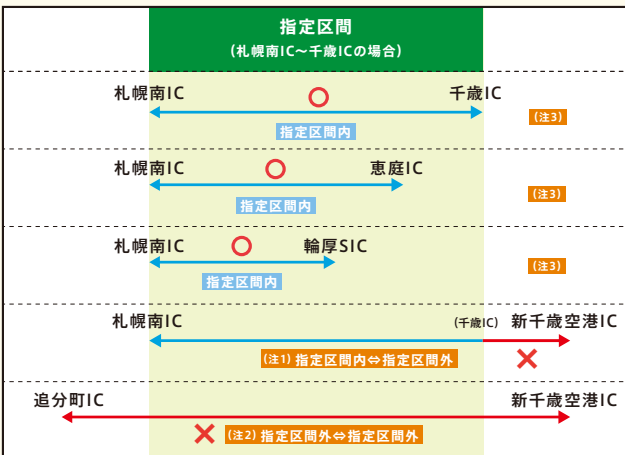 指定区間
(札幌南IC～千歳ICの場合)
札幌南IC 千歳IC
(注3)
指定区間内
札幌南IC 恵庭IC
(注3)
指定区間内
札幌南IC 輪厚SIC
(注3)
指定区間内
札幌南IC (千歳IC) 新千歳空港IC
(注1) 指定区間内⇔指定区間外
追分町IC 新千歳空港IC
(注2) 指定区間外⇔指定区間外